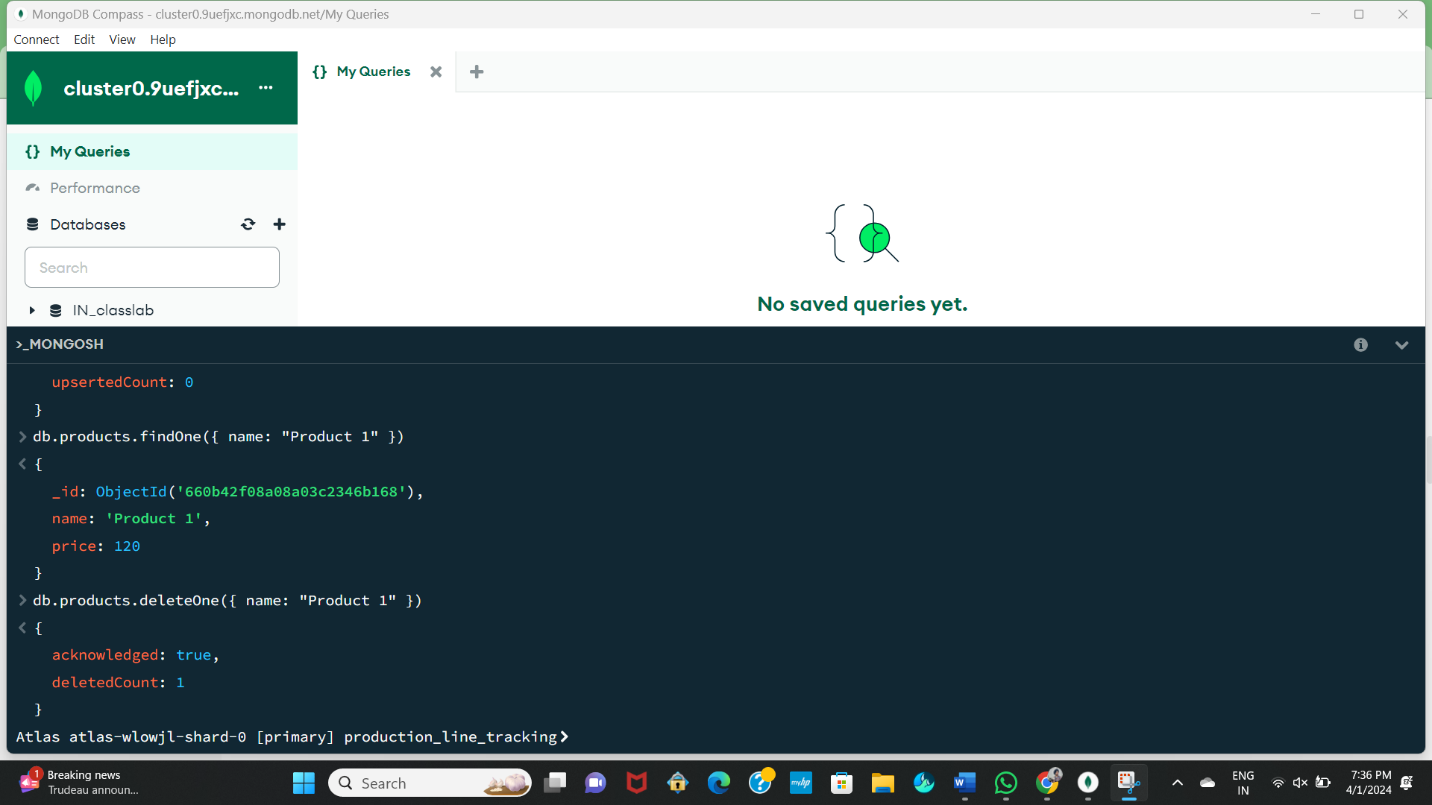 MongoDB Compass - cluster0.9uefjxc.mongodb.net/My Queries
Connect Edit View Help
cluster0.9uefjxc... ...
{} My Queries
+
{} My Queries
Performance
Databases
Search
IN_classlab
No saved queries yet.
>_MONGOSH
upsertedCount: 0
}
> db.products.findOne({ name: "Product 1" })
< {
_id: ObjectId('660b42f08a08a03c2346b168'),
name: 'Product 1',
price: 120
}
> db.products.deleteOne({ name: "Product 1" })
< {
acknowledged: true,
deletedCount: 1
}
Atlas atlas-wlowjl-shard-0 [primary] production_line_tracking>
1
Breaking news
Trudeau announ...
Search
myhp
W
ENG
IN
7:36 PM
4/1/2024